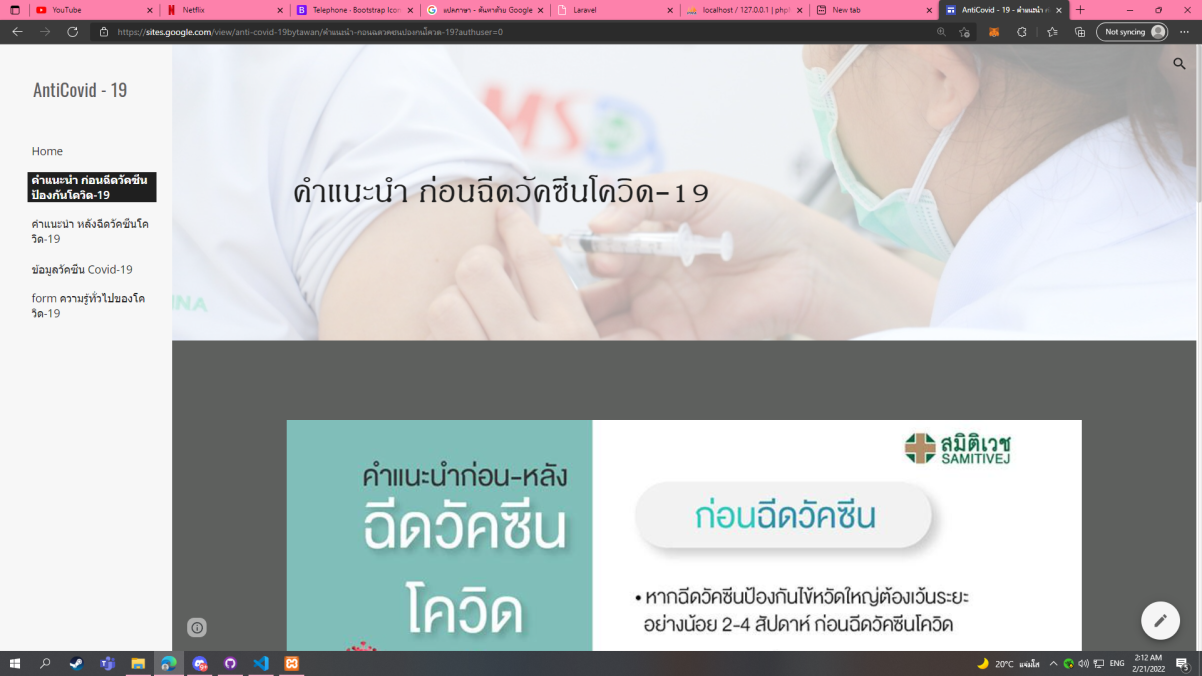 YouTube
Netflix
Telephone · Bootstrap Icon
แปลภาษา - ค้นหาด้วย Google
Laravel
localhost / 127.0.0.1 | php
New tab
AntiCovid - 19 - คำแนะนำ ก่
https://sites.google.com/view/anti-covid-19bytawan/คำแนะนำ-กอนฉดวคซนปองกนโควด-19?authuser=0
Not syncing
AntiCovid - 19
Home
คำแนะนำ ก่อนฉีดวัคซีน
ป้องกันโควิด-19
คำแนะนำ หลังฉีดวัคซีนโค
วิด-19
ข้อมูลวัคซีน Covid-19
form ความรู้ทั่วไปของโค
วิด-19
คำแนะนำ ก่อนฉีดวัคซีนโควิด-19
สมิติเวช
SAMITIVEJ
คำแนะนำก่อน-หลัง
ฉีดวัคซีน
โควิด
ก่อนฉีดวัคซีน
• หากฉีดวัคซีนป้องกันไข้หวัดใหญ่ต้องเว้นระยะ
อย่างน้อย 2-4 สัปดาห์ ก่อนฉีดวัคซีนโควิด
20°C แจ่มใส
ENG
2:12 AM
2/21/2022